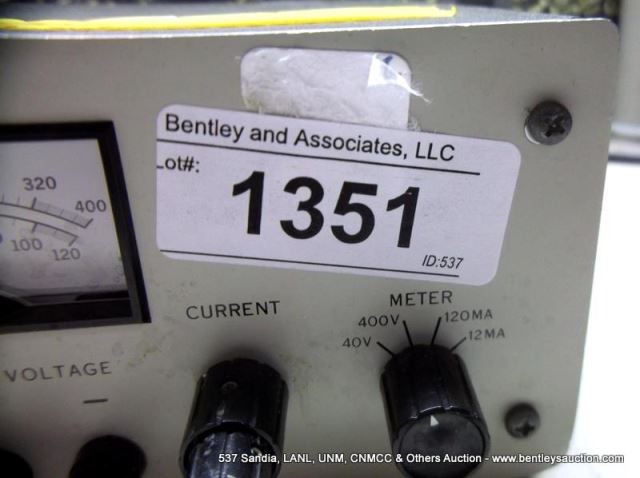 Bentley and Associates, LLC
Lot#:
1351
ID:537
320
400
100
120
CURRENT
METER
400V
120MA
40V
12MA
VOLTAGE
537 Sandia, LANL, UNM, CNMCC & Others Auction - www.bentleysauction.com